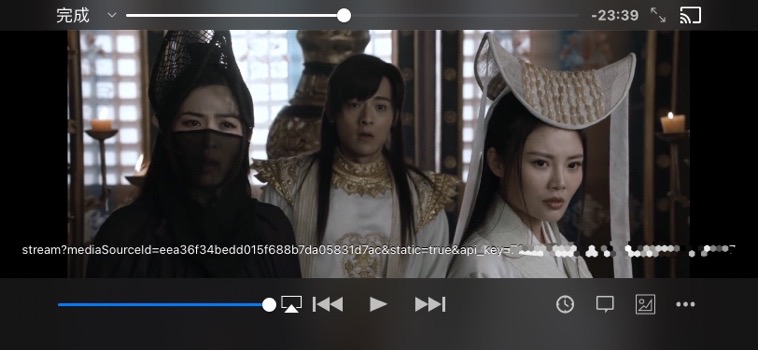 完成
-23:39
stream?mediaSourceId=eea36f34bedd015f688b7da05831d7ac&static=true&api_key=